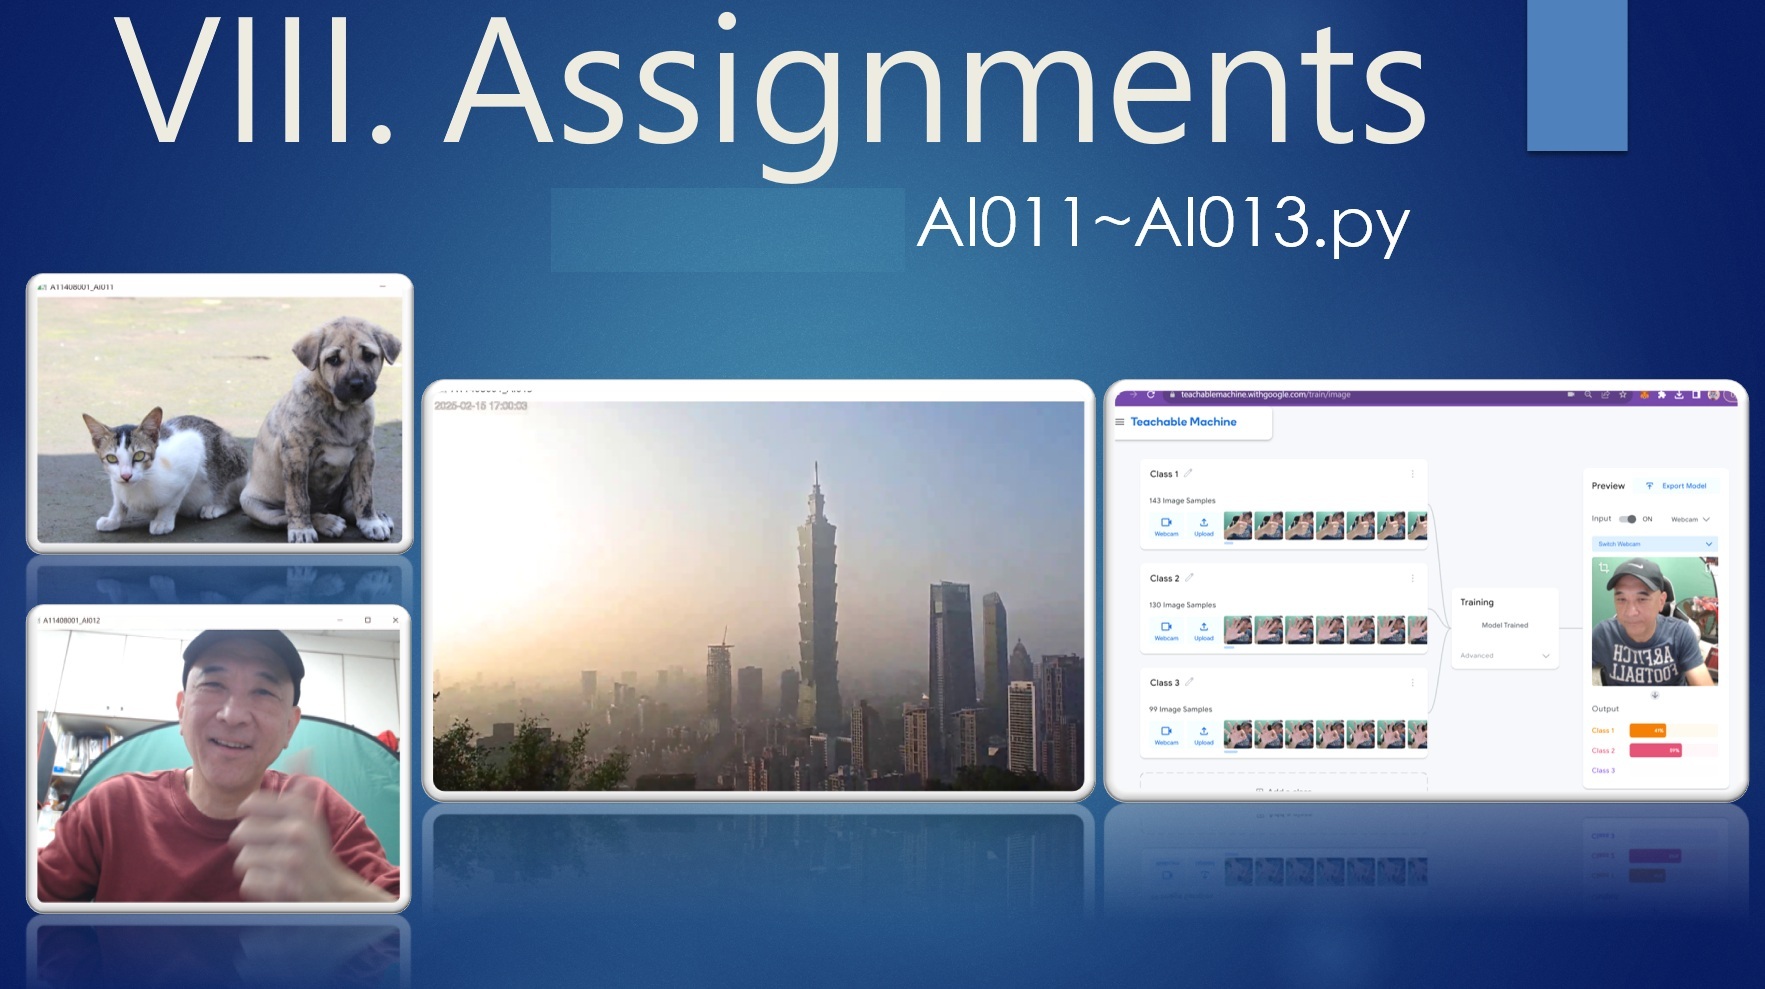 VIII. Assignments
AI011~AI013.py
A11408001_AI011
2026-02-15 17:00:03
A11408001_AI012
teachablemachine.withgoogle.com/train/image
Teachable Machine
Class 1
143 Image Samples
Webcam Upload
Class 2
130 Image Samples
Webcam Upload
Class 3
99 Image Samples
Webcam Upload
Training
Model Trained
Advanced
Preview Export Model
Input ON Webcam
Switch Webcam
Output
Class 1
Class 2
Class 3